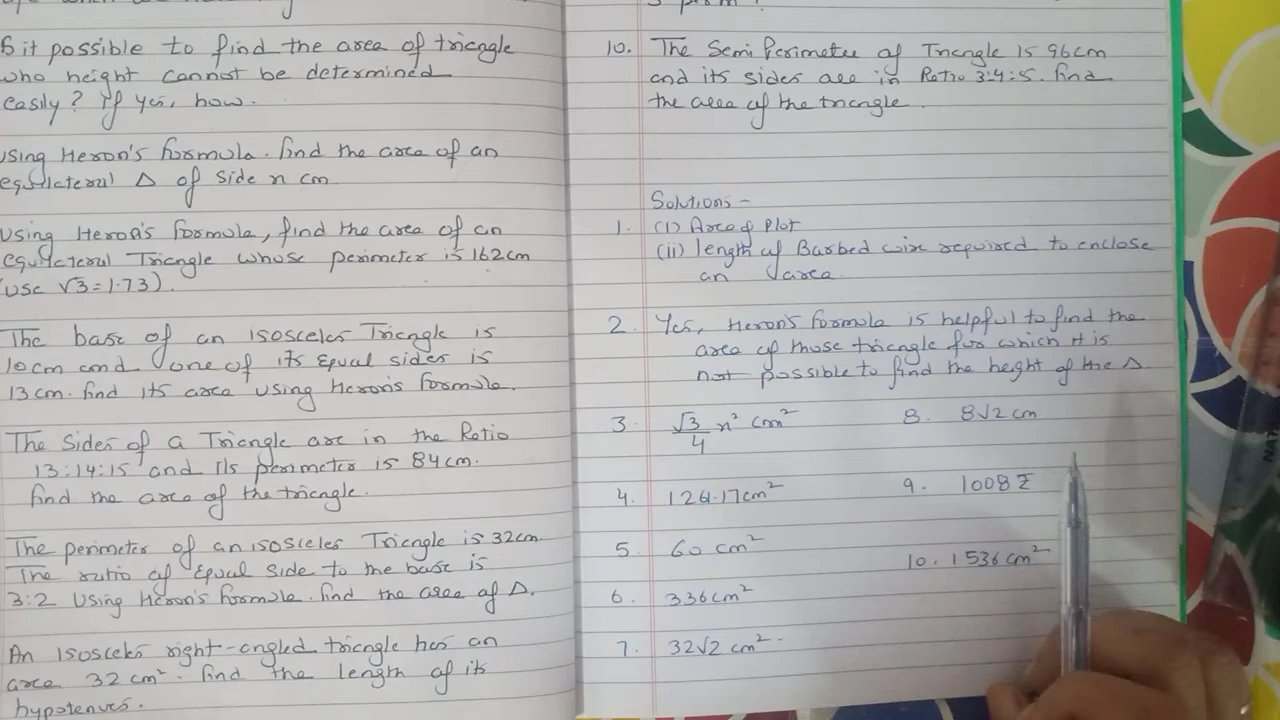 s it possible to find the area of triangle
who height cannot be determined
easily? If yes, how.
using Heron's formula. find the area of an
equilateral Δ of side x cm
using Heron's formula, find the area of an
equilateral Triangle whose perimeter is 162cm
(use √3=1.73).
The base of an isosceles Triangle is
10cm and one of its Equal sides is
13cm. find its area using Heron's formula.
The Sides of a Triangle are in the Ratio
13:14:15 and its perimeter is 84cm.
find the area of the triangle.
The perimeter of an isosleles Triangle is 32cm
The ratio of Equal Side to the base is
3:2 Using Heron's formula. find the area of Δ.
An Isosceles right-angled triangle has an
area 32 cm². find the length of its
hypotenues.
10. The Semi Perimeter of Triangle is 96cm
and its sides are in Ratio 3:4:5. find
the area of the triangle.
Solutions -
1. (i) Area of Plot
(ii) length of Barbed wire required to enclose
an area
2. Yes, Heron's formula is helpful to find the
area of those triangle for which it is
not possible to find the height of the Δ.
3. √3/4 x² cm² 8. 8√2 cm
4. 1261.17cm² 9. 1008 ₹
5. 60 cm²
10. 1536 cm²
6. 336cm²
7. 32√2 cm²